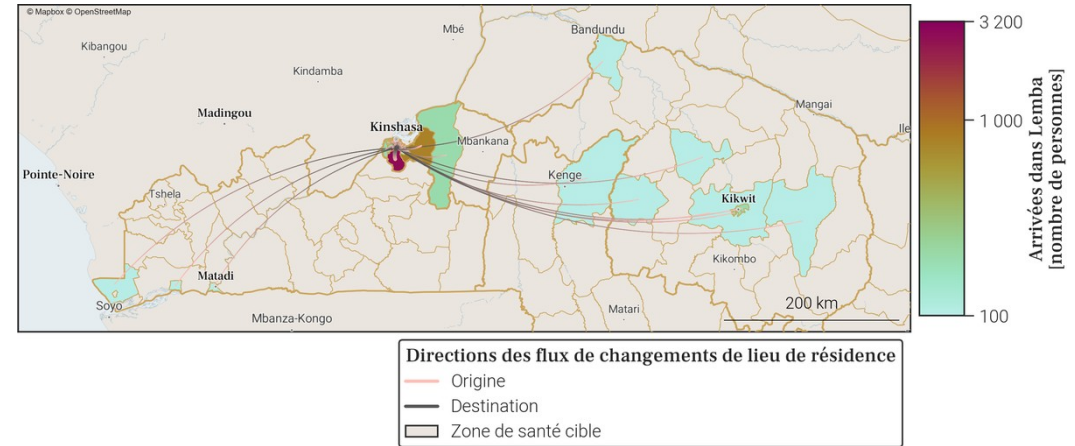 © Mapbox © OpenStreetMap
Kibangou
Mbé
Bandundu
Kindamba
Madingou
Mangai
Kinshasa
Ile
Mbankana
Pointe-Noire
Kenge
Tshela
Kikwit
Kikombo
Matadi
Soyo
Matari
Mbanza-Kongo
200 km
3 200
1 000
100
Arrivées dans Lemba
[nombre de personnes]
Directions des flux de changements de lieu de résidence
Origine
Destination
Zone de santé cible